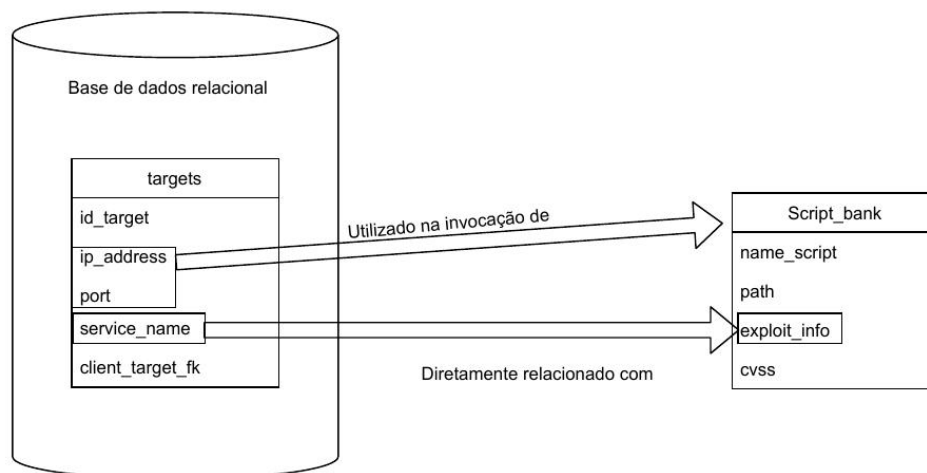 Base de dados relacional
targets
id_target
ip_address
port
service_name
client_target_fk
Utilizado na invocação de
Diretamente relacionado com
Script_bank
name_script
path
exploit_info
cvss